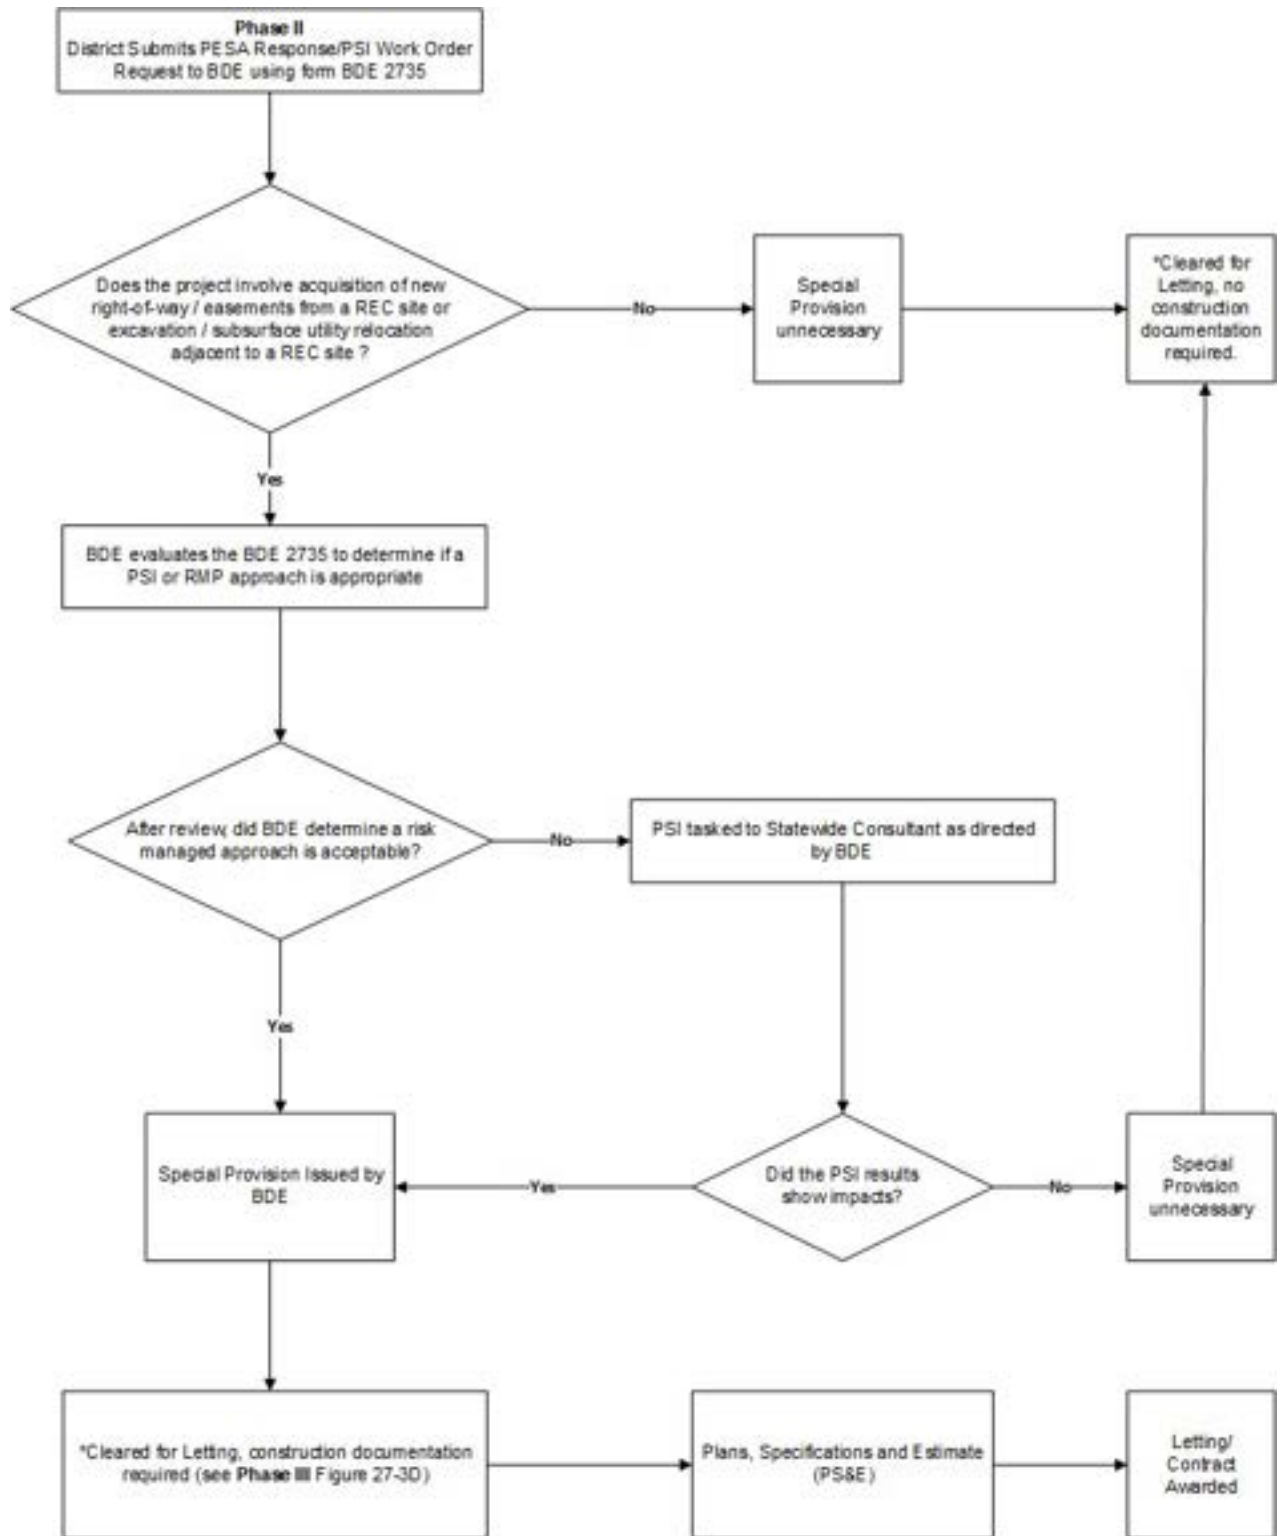 Phase II
District Submits PESA Response/PSI Work Order
Request to BDE using form BDE 2735
Does the project involve acquisition of new
right-of-way / easements from a REC site or
excavation / subsurface utility relocation
adjacent to a REC site ?
No
Special
Provision
unnecessary
*Cleared for
Letting, no
construction
documentation
required.
Yes
BDE evaluates the BDE 2735 to determine if a
PSI or RMP approach is appropriate
After review, did BDE determine a risk
managed approach is acceptable?
No
PSI tasked to Statewide Consultant as directed
by BDE
Yes
Special Provision Issued by
BDE
Yes
Did the PSI results
show impacts?
No
Special
Provision
unnecessary
*Cleared for Letting, construction documentation
required (see Phase III Figure 27-3D)
Plans, Specifications and Estimate
(PS&E)
Letting/
Contract
Awarded